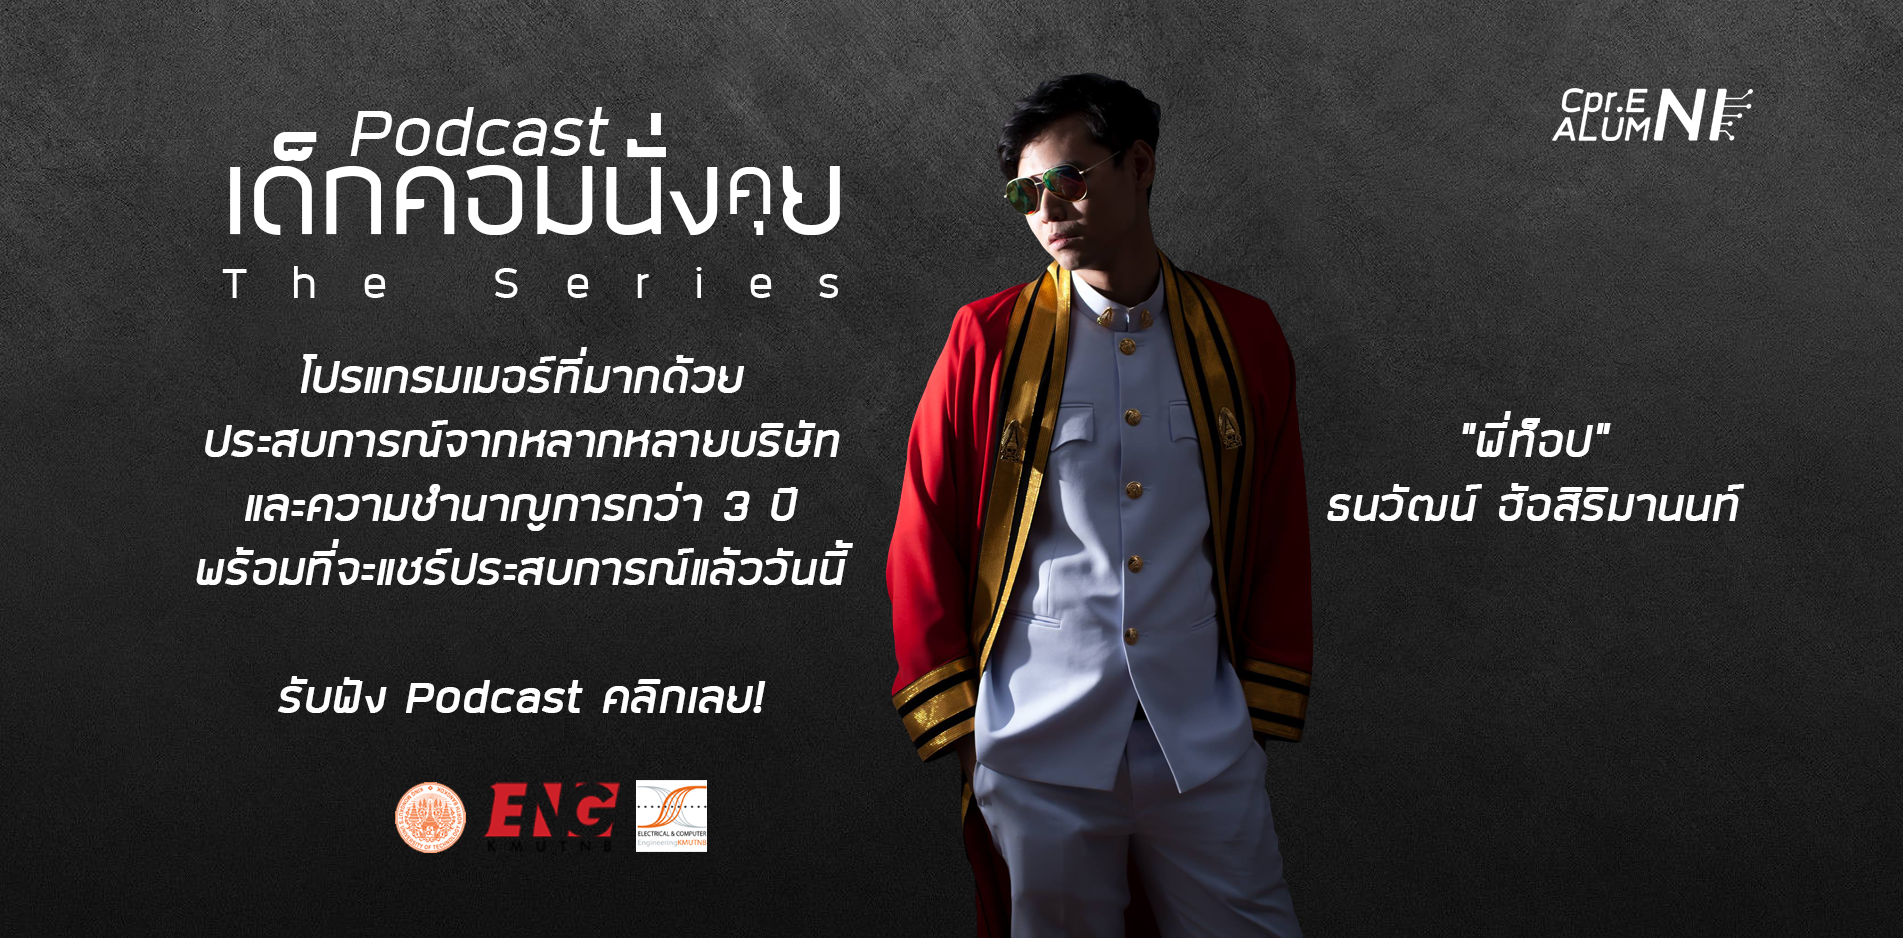 Podcast
เด็กคอมนั่งคุย
The Series
โปรแกรมเมอร์ที่มากด้วย
ประสบการณ์จากหลากหลายบริษัท
และความชำนาญการกว่า 3 ปี
พร้อมที่จะแชร์ประสบการณ์แล้ววันนี้
รับฟัง Podcast คลิกเลย!
ENG
KMUTNB
ELECTRICAL & COMPUTER
EngineeringKMUTNB
Cpr.E
ALUMNI
"พี่ท็อป"
ธนวัฒน์ ฮ้อสิริมานนท์